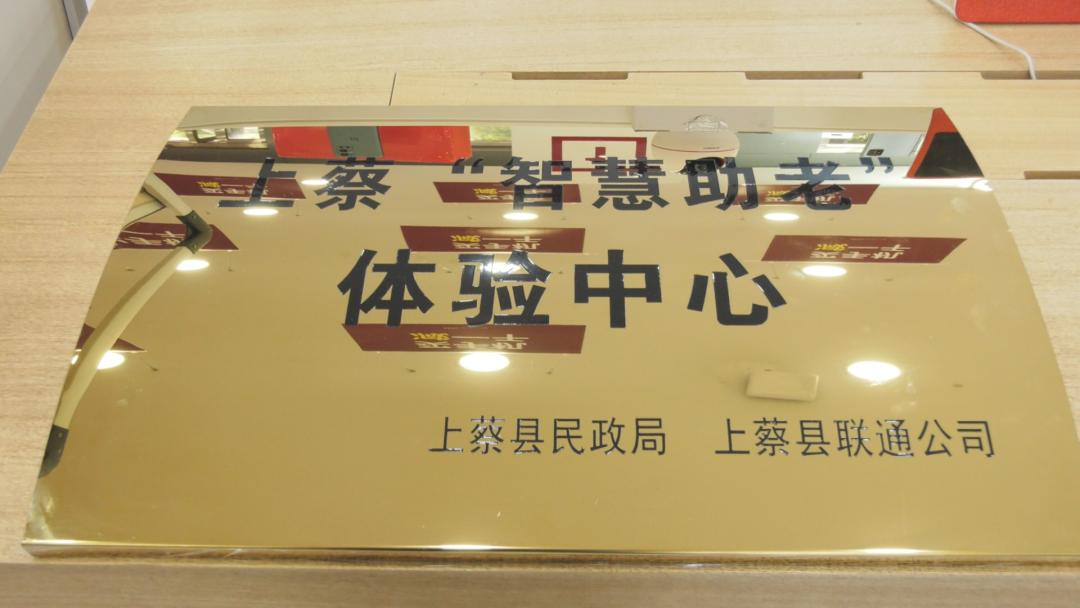 上蔡“智慧助老”
体验中心
上蔡县民政局 上蔡县联通公司